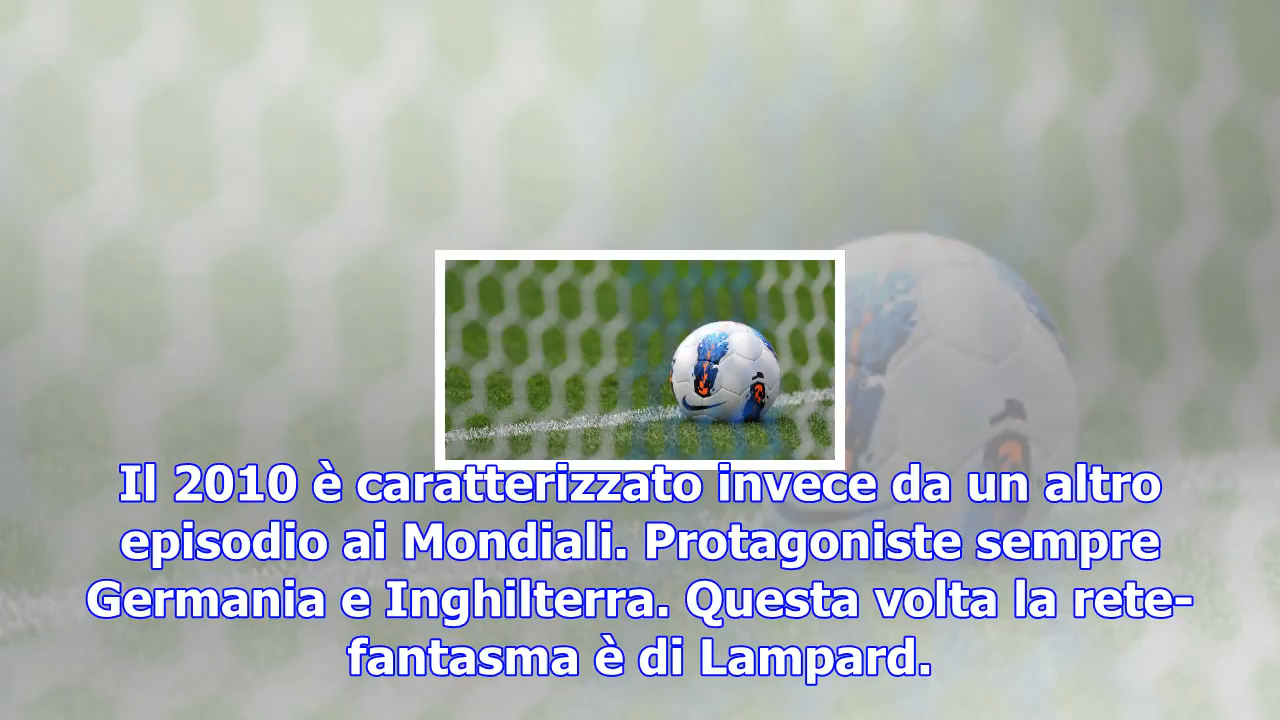 Il 2010 è caratterizzato invece da un altro
episodio ai Mondiali. Protagoniste sempre
Germania e Inghilterra. Questa volta la rete-
fantasma è di Lampard.